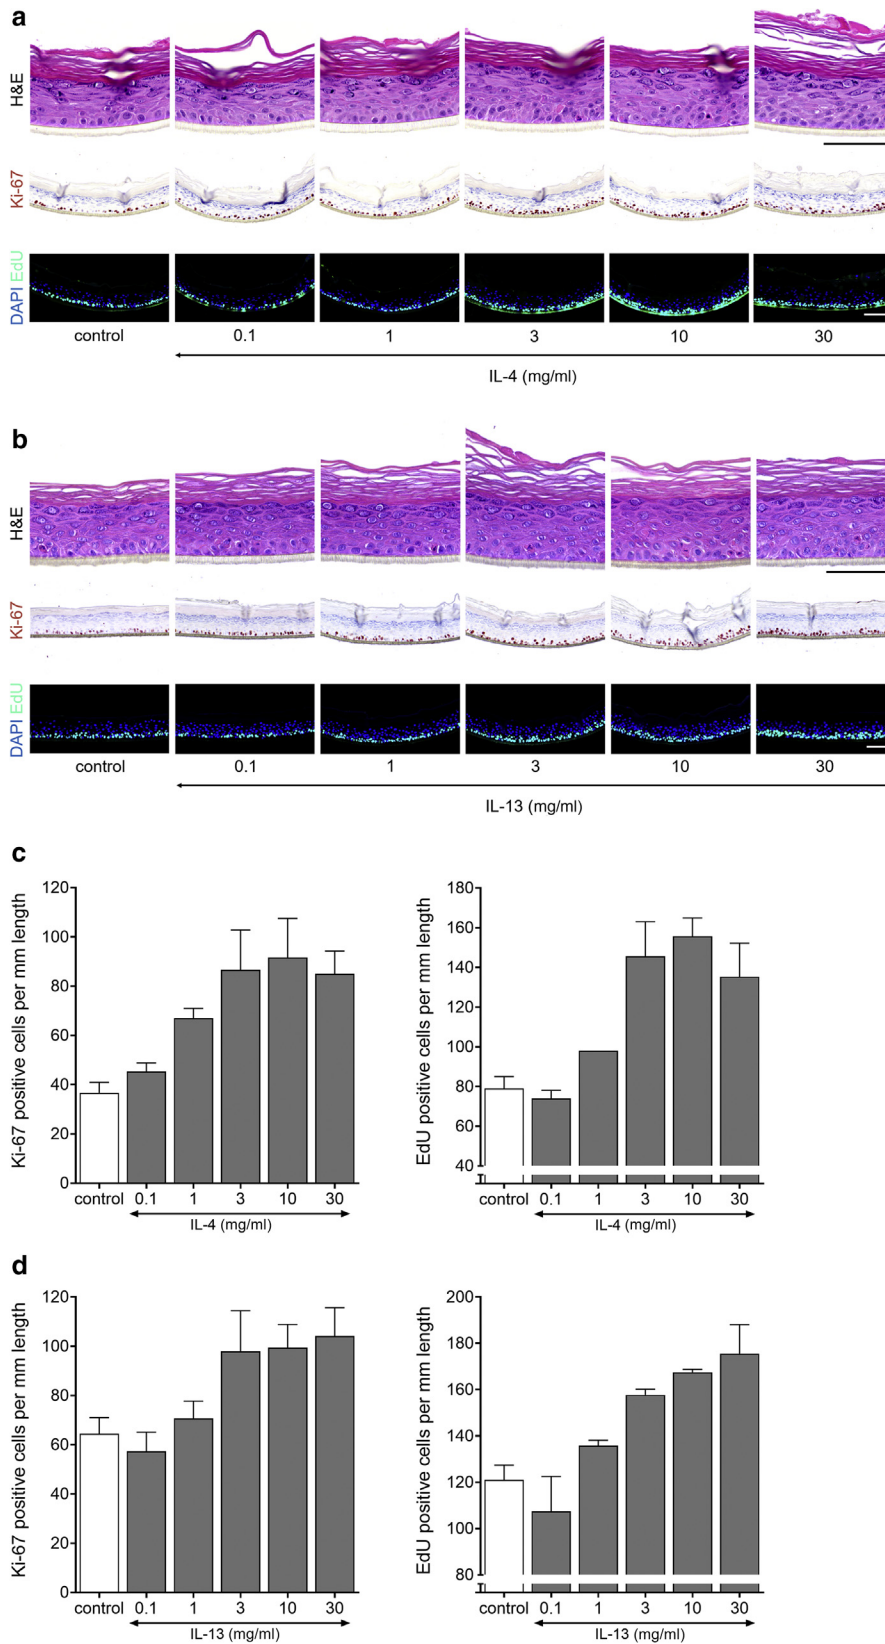 a
H&E
Ki-67
DAPI EdU
control 0.1 1 3 10 30
IL-4 (mg/ml)
b
H&E
Ki-67
DAPI EdU
control 0.1 1 3 10 30
IL-13 (mg/ml)
c
Ki-67 positive cells per mm length
120
100
80
60
40
20
0
control 0.1 1 3 10 30
IL-4 (mg/ml)
EdU positive cells per mm length
180
160
140
120
100
80
60
40
control 0.1 1 3 10 30
IL-4 (mg/ml)
d
Ki-67 positive cells per mm length
120
100
80
60
40
20
0
control 0.1 1 3 10 30
IL-13 (mg/ml)
EdU positive cells per mm length
200
180
160
140
120
100
80
control 0.1 1 3 10 30
IL-13 (mg/ml)